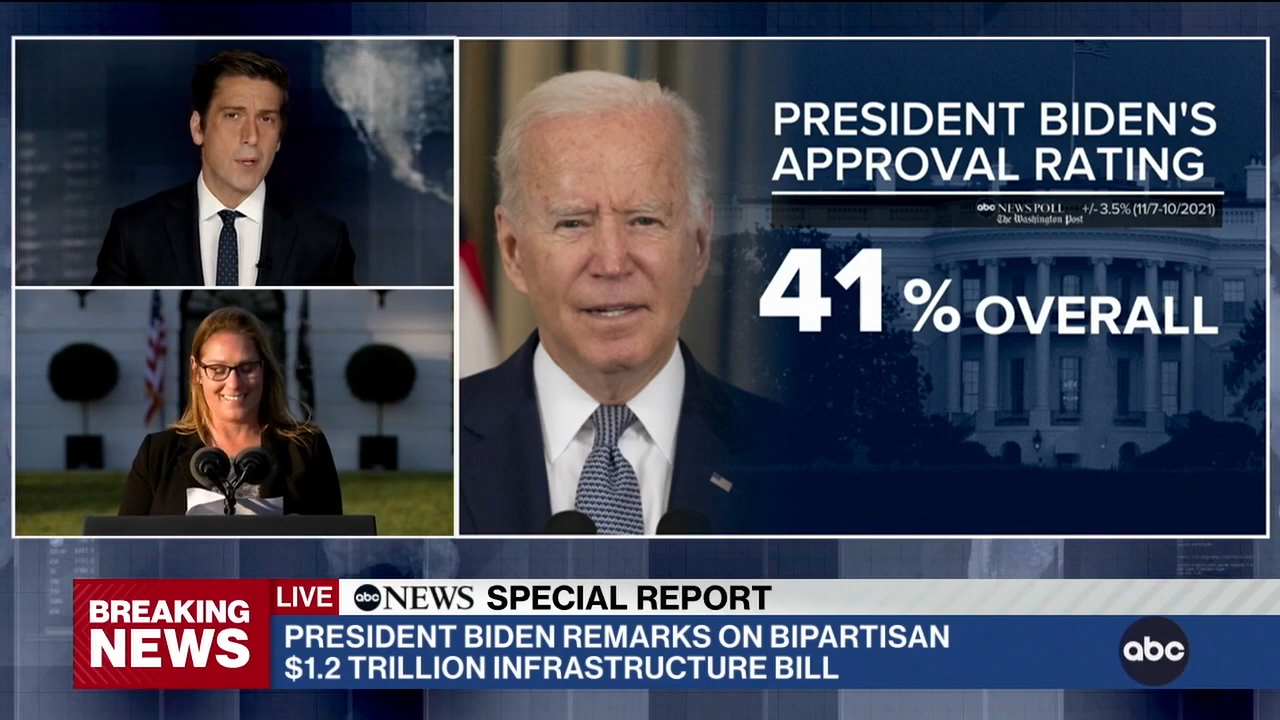 PRESIDENT BIDEN'S
APPROVAL RATING
abc NEWS POLL
The Washington Post
+/- 3.5% (11/7-10/2021)
41% OVERALL
BREAKING
NEWS
LIVE abc NEWS SPECIAL REPORT
PRESIDENT BIDEN REMARKS ON BIPARTISAN
$1.2 TRILLION INFRASTRUCTURE BILL
abc